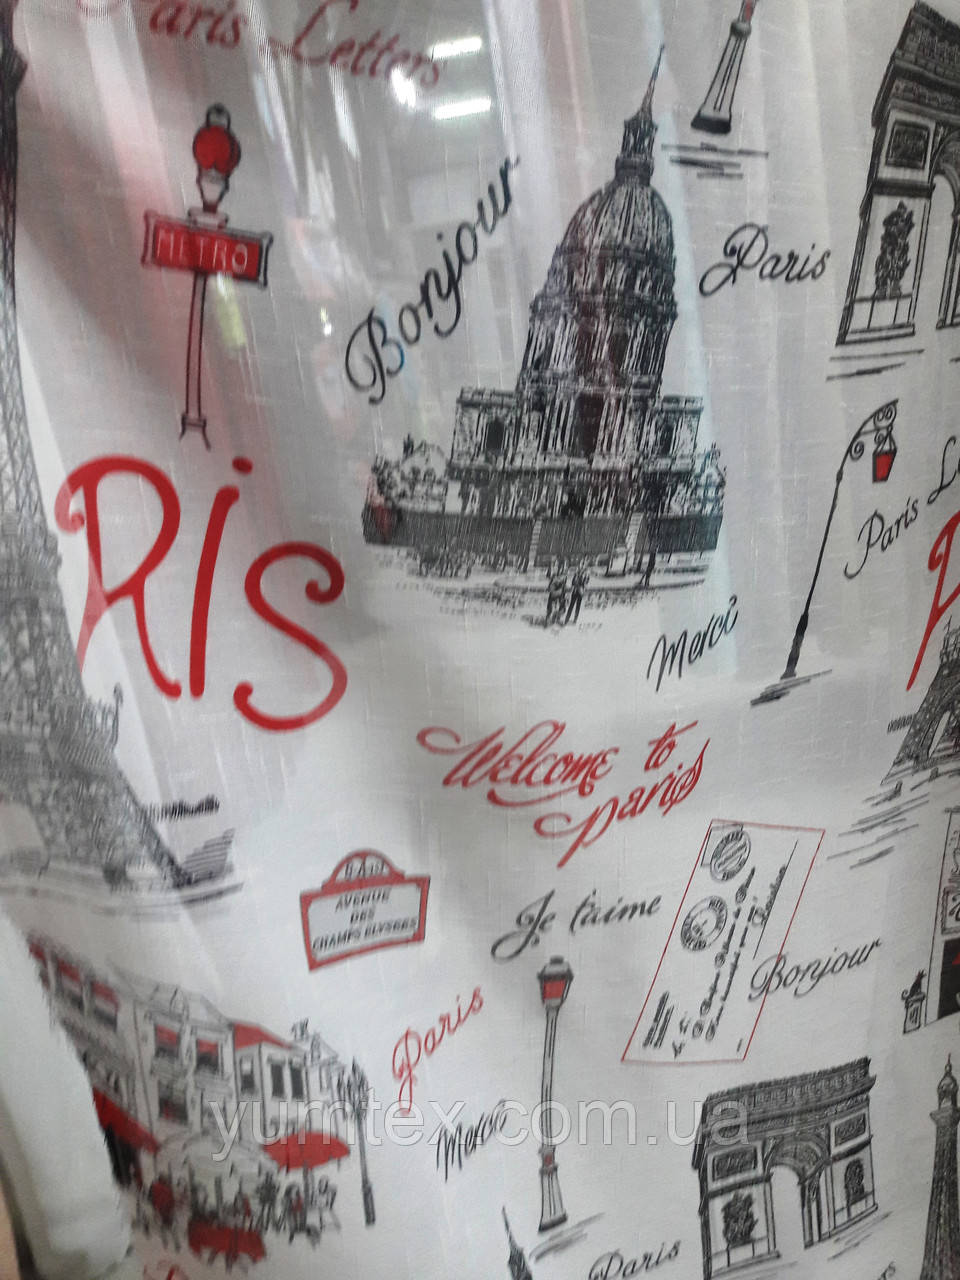 Paris Letters
METRO
Bonjour
Paris
Paris
RIS
Merci
Welcome to
paris
AVENUE
DES
CHAMPS ELYSEES
Je t'aime
Bonjour
Paris
Merci
yumtex.com.ua
Paris